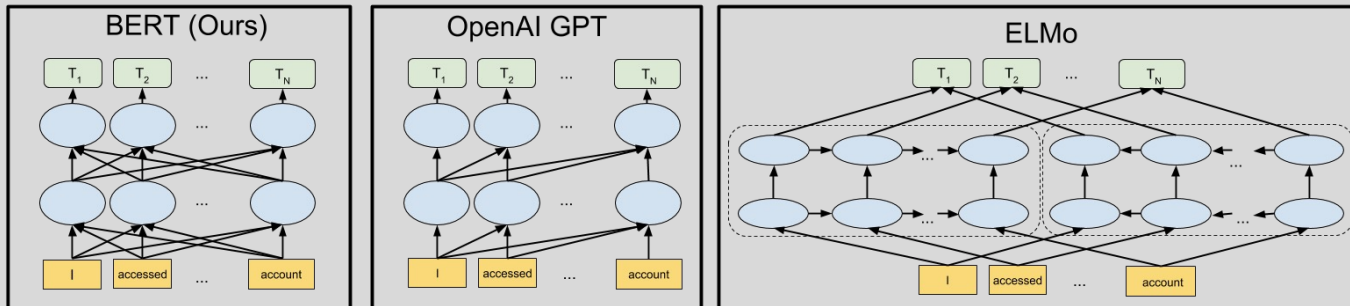 BERT (Ours)
T1 T2 ... TN
...
...
I accessed ... account
OpenAI GPT
T1 T2 ... TN
...
...
I accessed ... account
ELMo
T1 T2 ... TN
... ...
... ...
I accessed ... account